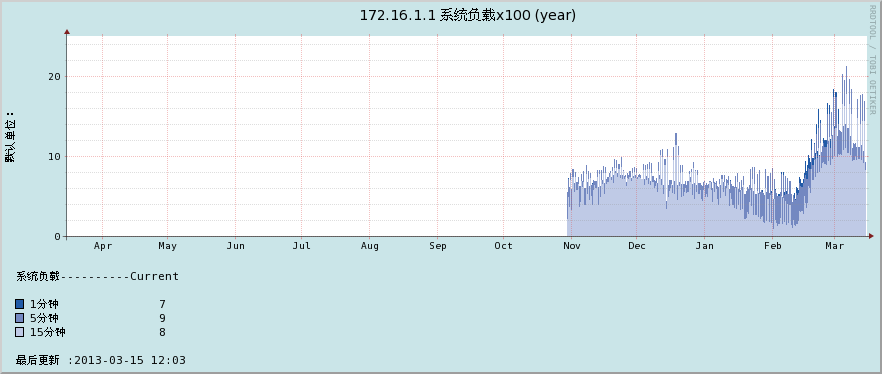 172.16.1.1 系统负载x100 (year)
RRDTOOL / TOBI OETIKER
默认单位：
20
10
0
Apr May Jun Jul Aug Sep Oct Nov Dec Jan Feb Mar
系统负载----------Current
1分钟 7
5分钟 9
15分钟 8
最后更新 :2013-03-15 12:03